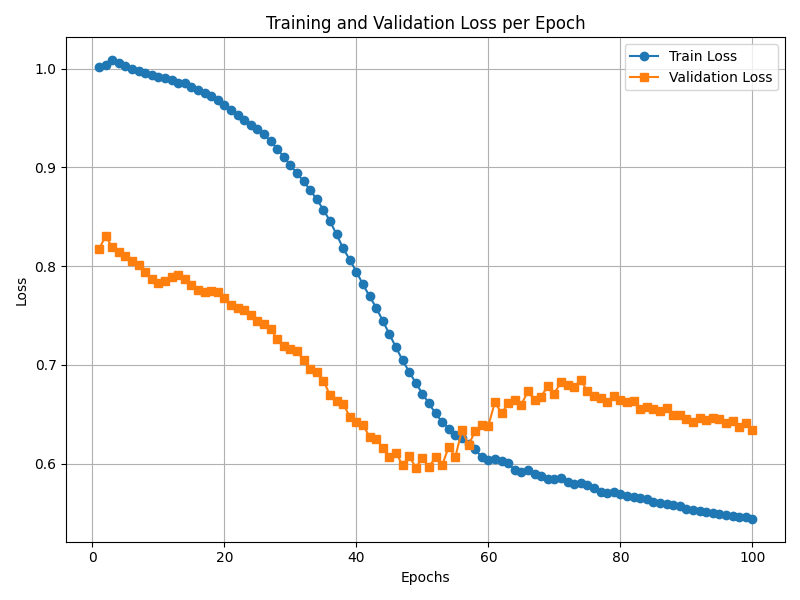 Training and Validation Loss per Epoch
Train Loss
Validation Loss
1.0
0.9
0.8
0.7
0.6
Loss
0 20 40 60 80 100
Epochs